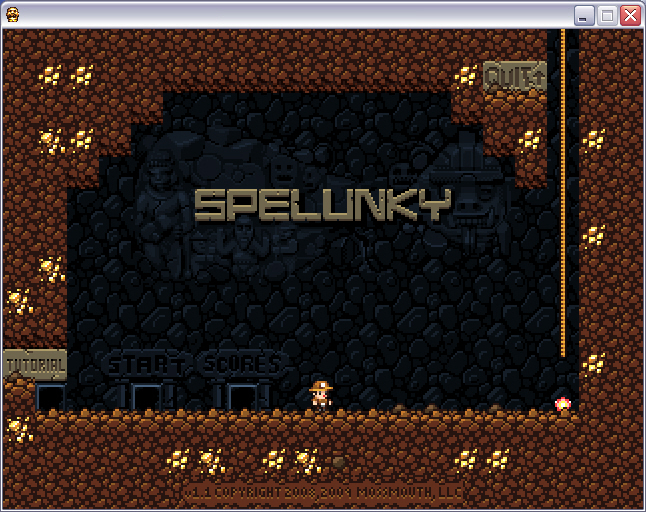 QUIT↑
SPELUNKY
TUTORIAL
START SCORES
v1.1 COPYRIGHT 2008, 2009 MOSSMOUTH, LLC